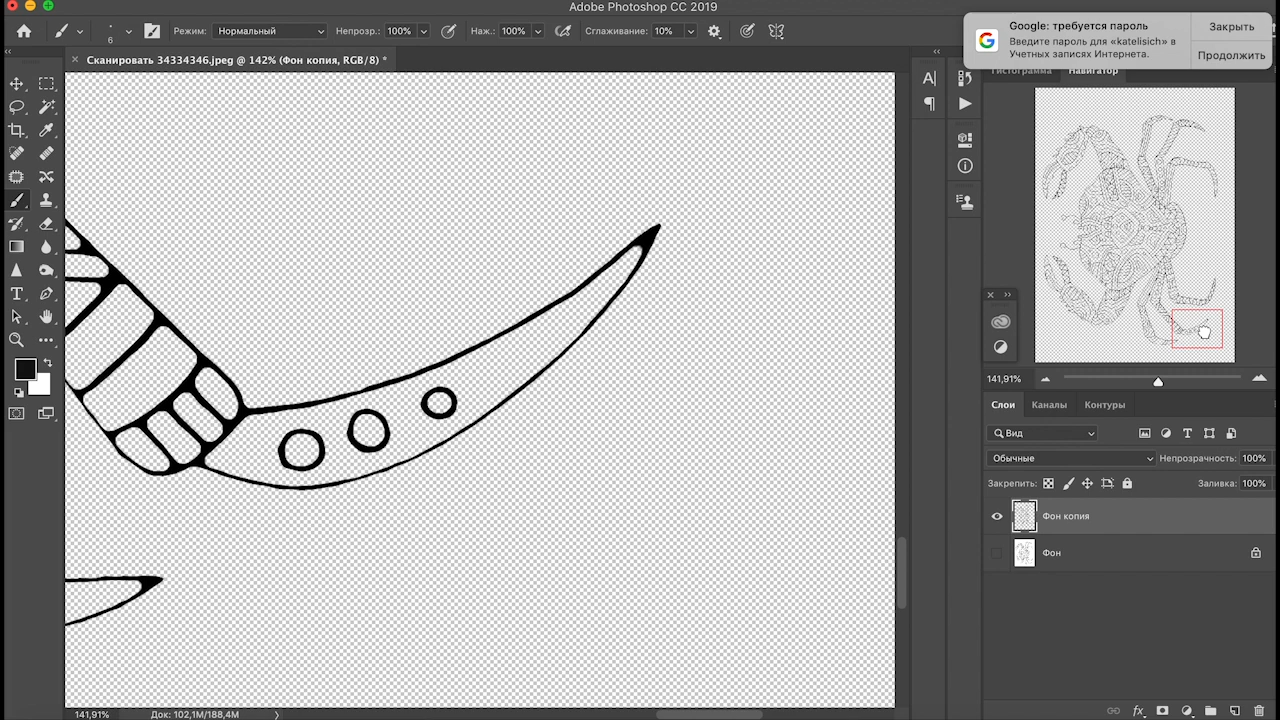 Adobe Photoshop CC 2019
6
Режим: Нормальный
Непрозр.: 100%
Наж.: 100%
Сглаживание: 10%
Google: требуется пароль
Введите пароль для «katelisich» в
Учетных записях Интернета.
Закрыть
Продолжить
× Сканировать 34334346.jpeg @ 142% (Фон копия, RGB/8) *
Гистограмма Навигатор
141,91%
Слои Каналы Контуры
Вид
Обычные
Непрозрачность: 100%
Закрепить:
Заливка: 100%
Фон копия
Фон
141,91%
Док: 102,1M/188,4M
fx